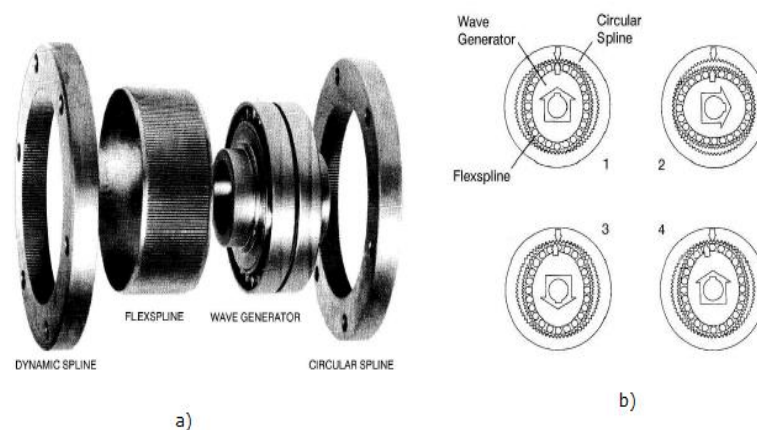 FLEXSPLINE
WAVE GENERATOR
DYNAMIC SPLINE
CIRCULAR SPLINE
a)
Wave
Generator
Circular
Spline
Flexspline
1
2
3
4
b)